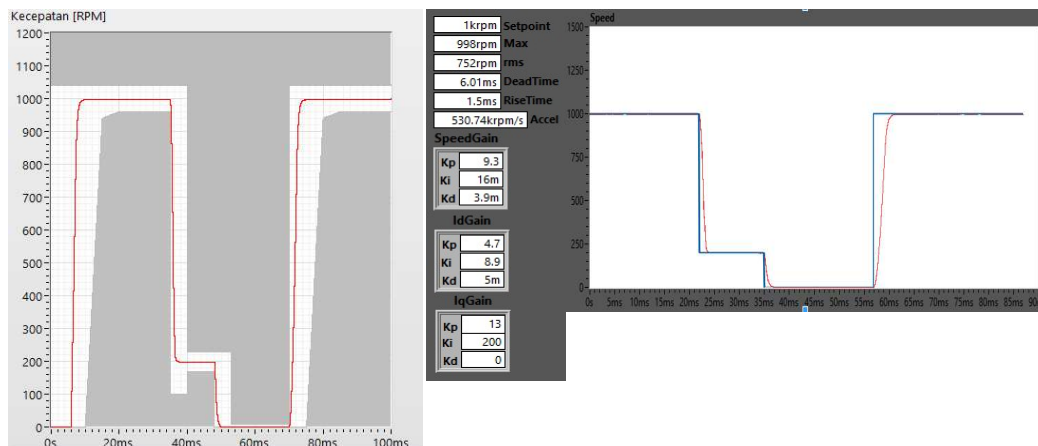 Kecepatan [RPM]
1200
1100
1000
900
800
700
600
500
400
300
200
100
0
0s 20ms 40ms 60ms 80ms 100ms
1krpm Setpoint
998rpm Max
752rpm rms
6.01ms DeadTime
1.5ms RiseTime
530.74krpm/s Accel
SpeedGain
Kp 9.3
Ki 16m
Kd 3.9m
IdGain
Kp 4.7
Ki 8.9
Kd 5m
IqGain
Kp 13
Ki 200
Kd 0
Speed
1500
1250
1000
750
500
250
0
0s 5ms 10ms 15ms 20ms 25ms 30ms 35ms 40ms 45ms 50ms 55ms 60ms 65ms 70ms 75ms 80ms 85ms